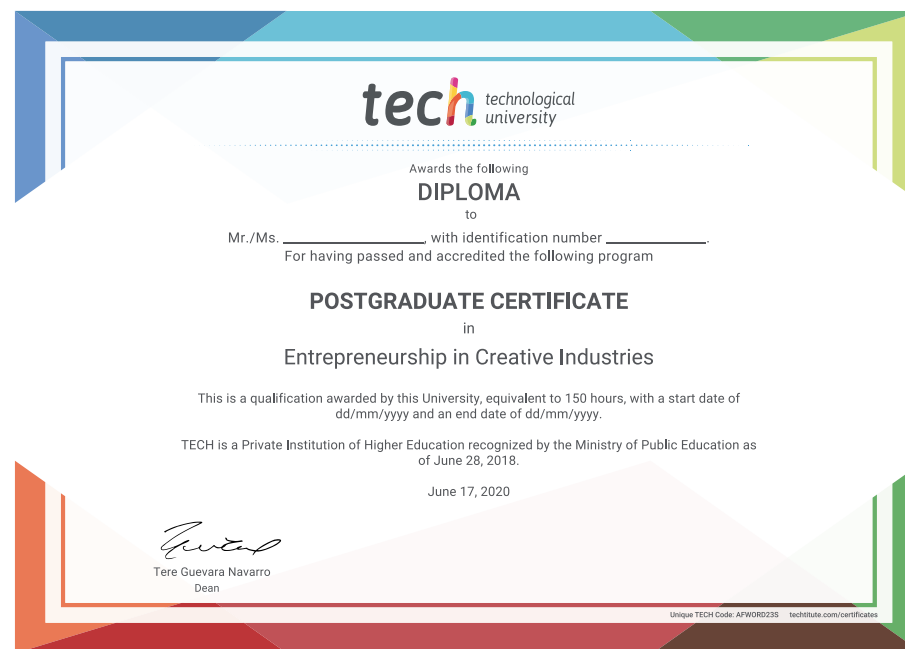 tech technological
university
Awards the following
DIPLOMA
to
Mr./Ms. ____________________, with identification number ______________.
For having passed and accredited the following program
POSTGRADUATE CERTIFICATE
in
Entrepreneurship in Creative Industries
This is a qualification awarded by this University, equivalent to 150 hours, with a start date of
dd/mm/yyyy and an end date of dd/mm/yyyy.
TECH is a Private Institution of Higher Education recognized by the Ministry of Public Education as
of June 28, 2018.
June 17, 2020
Tere Guevara Navarro
Dean
Unique TECH Code: AFWORD23S techtitute.com/certificates